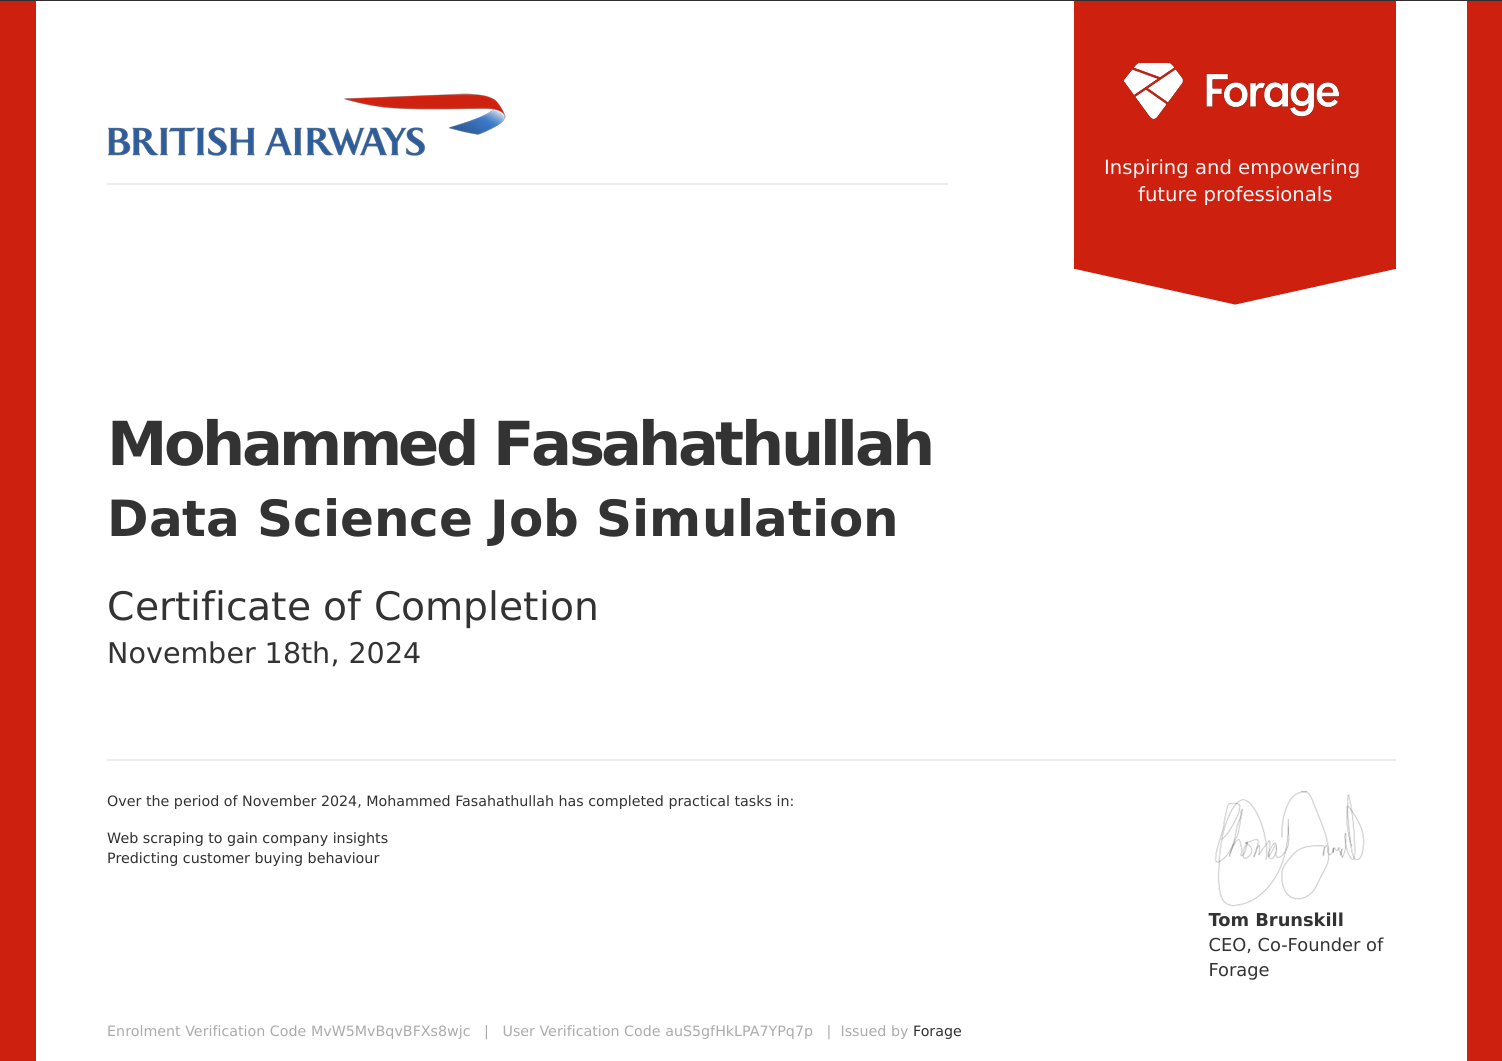 BRITISH AIRWAYS
Forage
Inspiring and empowering
future professionals
Mohammed Fasahathullah
Data Science Job Simulation
Certificate of Completion
November 18th, 2024
Over the period of November 2024, Mohammed Fasahathullah has completed practical tasks in:
Web scraping to gain company insights
Predicting customer buying behaviour
Tom Brunskill
CEO, Co-Founder of
Forage
Enrolment Verification Code MvW5MvBqvBFXs8wjc | User Verification Code auS5gfHkLPA7YPq7p | Issued by Forage